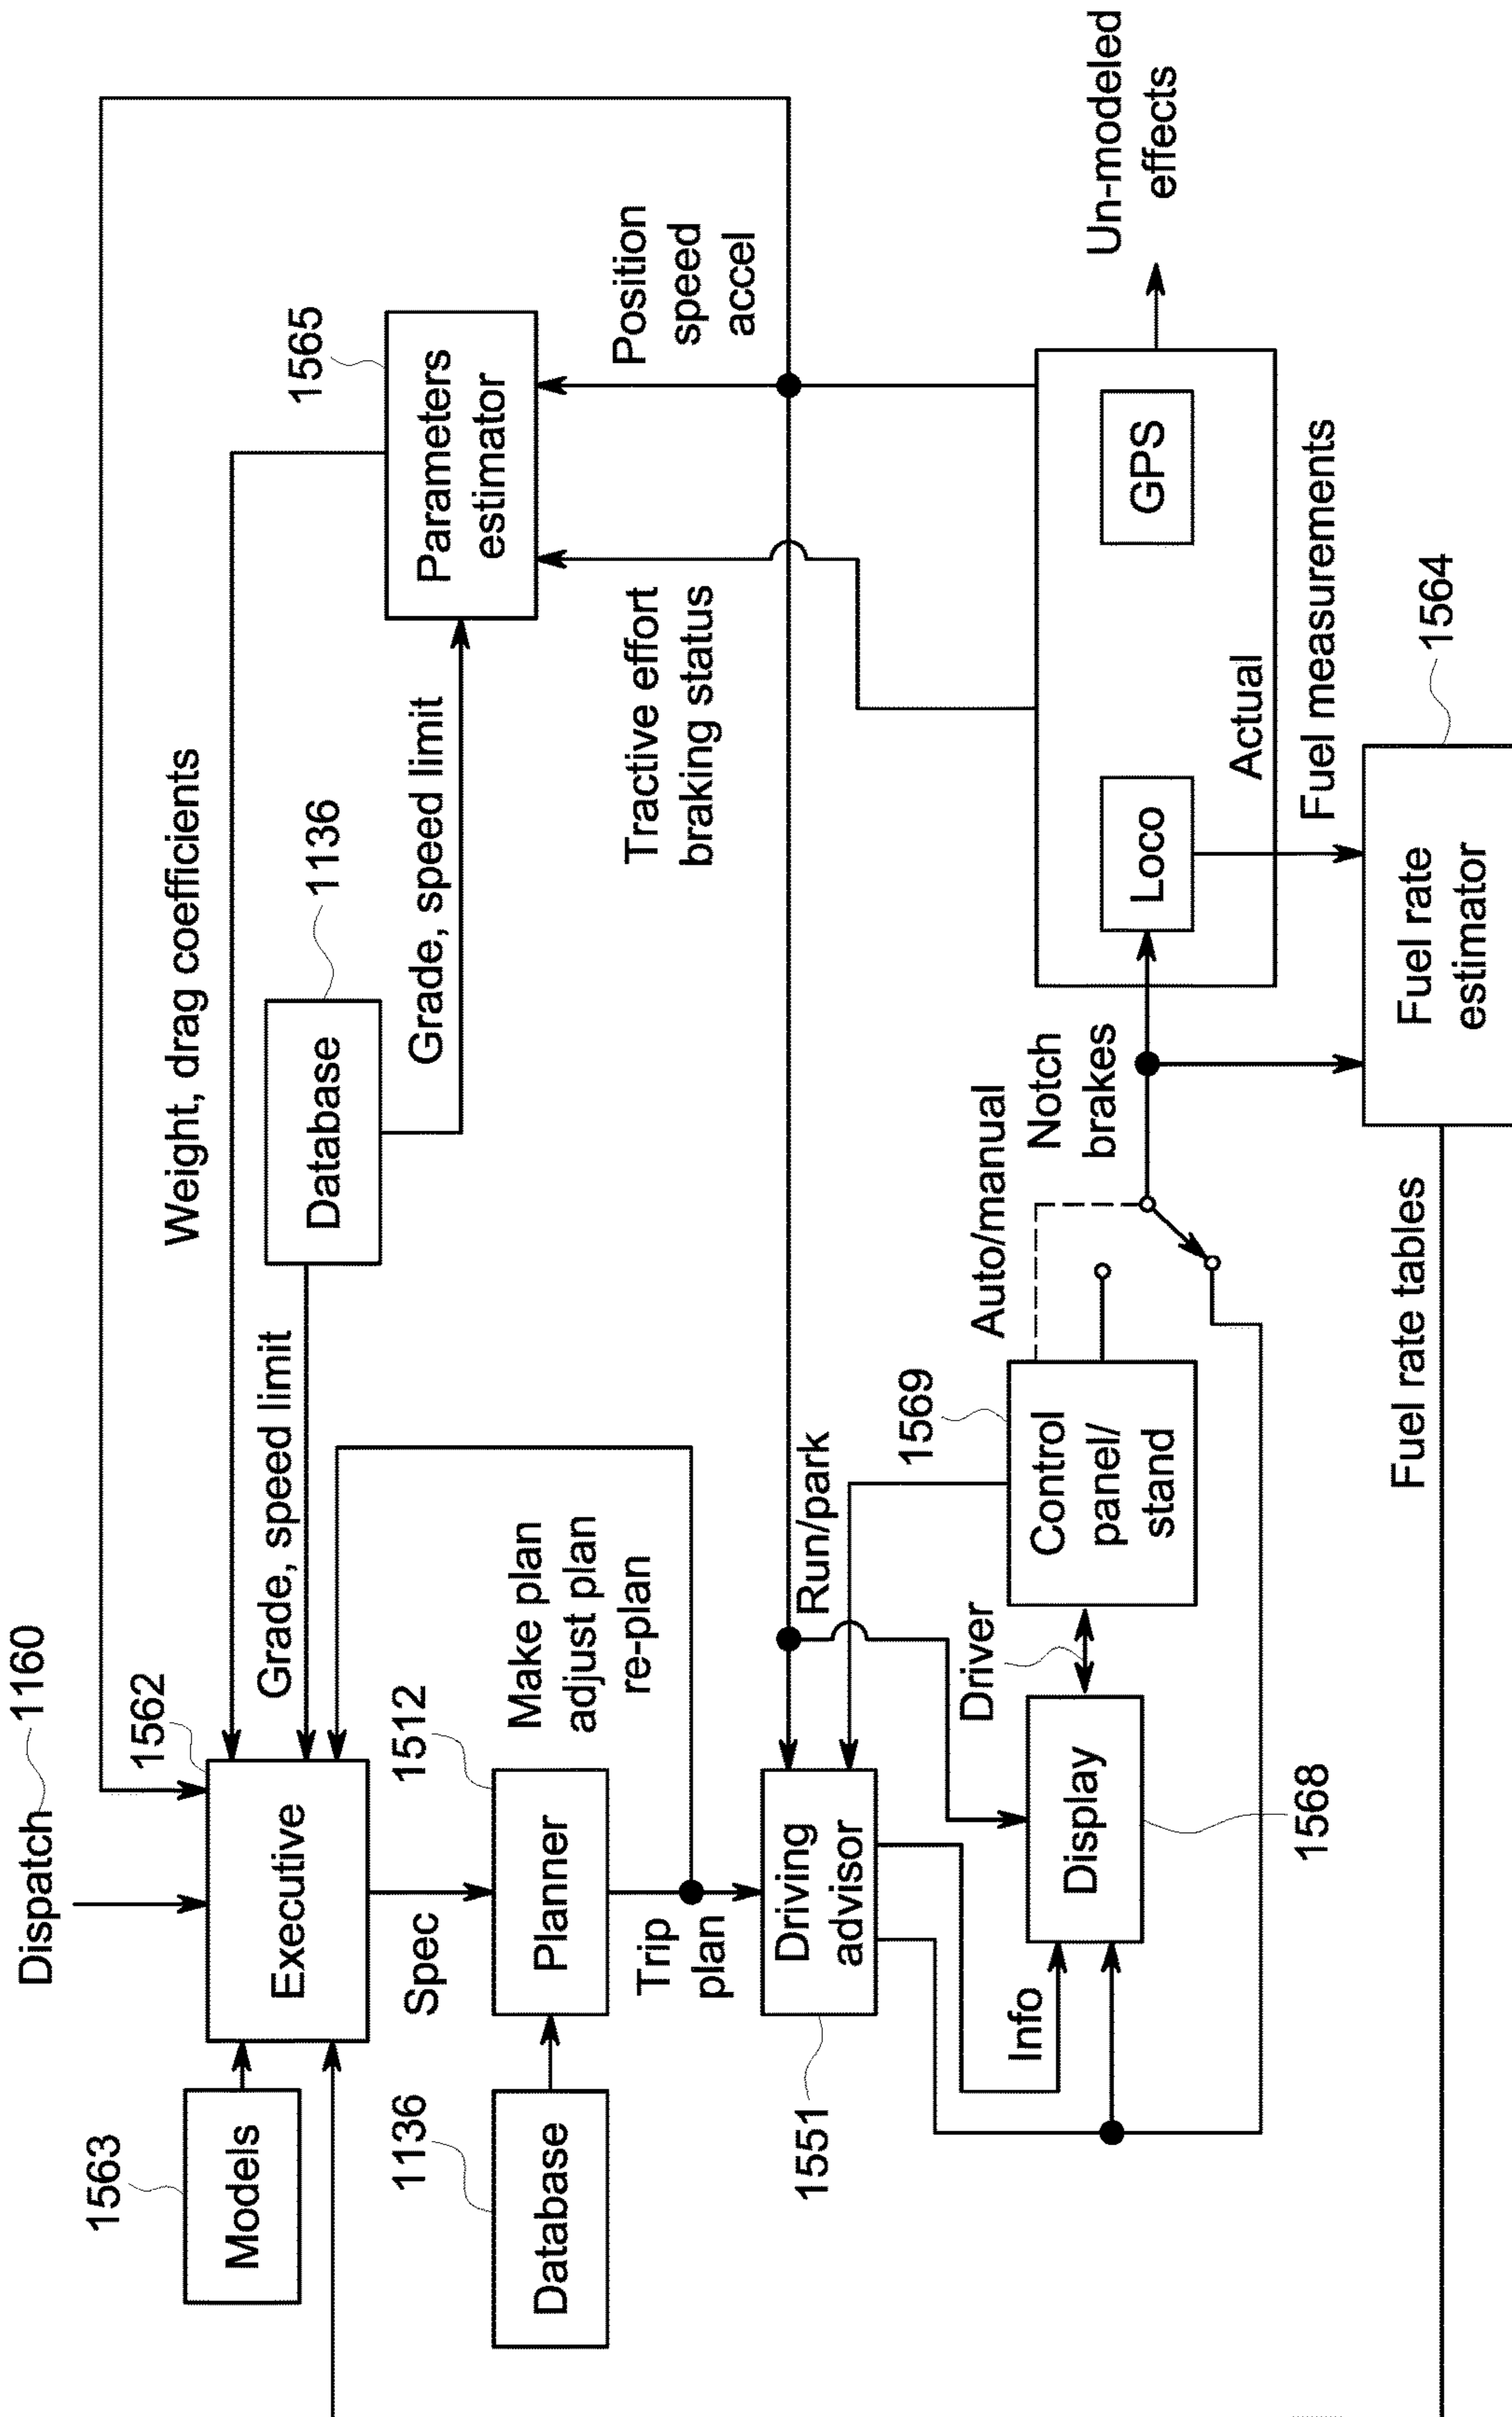 Dispatch
1160
1562
1563
Models
Executive
Weight, drag coefficients
Grade, speed limit
Database
1136
Grade, speed limit
Parameters
estimator
1565
Spec
1512
Planner
Make plan
adjust plan
re-plan
1136
Database
Trip
plan
Tractive effort
braking status
Position
speed
accel
Driving
advisor
1551
Run/park
Info
Display
1568
Driver
1569
Control
panel/
stand
Auto/manual
Notch
brakes
Loco
GPS
Actual
Un-modeled
effects
Fuel measurements
1564
Fuel rate
estimator
Fuel rate tables